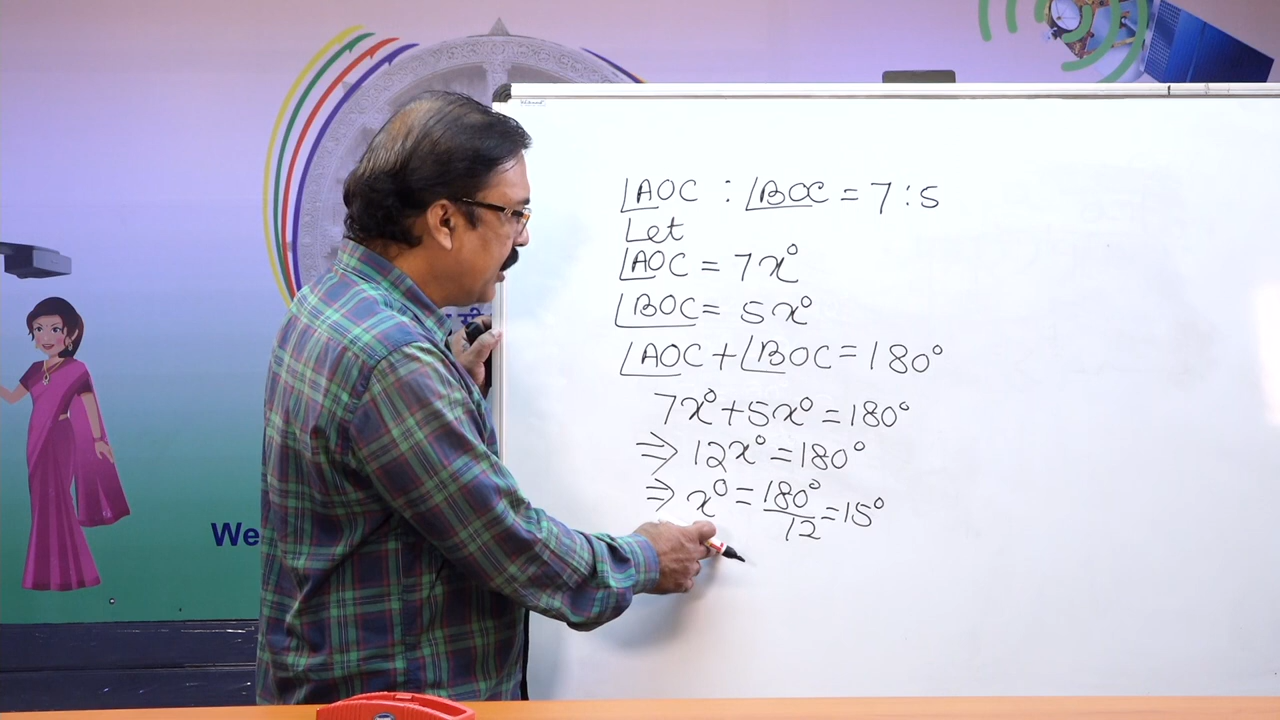 ∠AOC : ∠BOC = 7 : 5
Let
∠AOC = 7x°
∠BOC = 5x°
∠AOC + ∠BOC = 180°
7x° + 5x° = 180°
⇒ 12x° = 180°
⇒ x° = 180°/12 = 15°
We